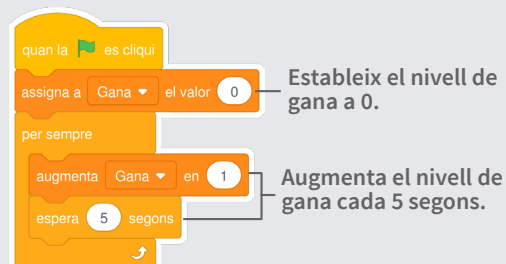 quan la es cliqui
assigna a Gana el valor 0
Estableix el nivell de
gana a 0.
per sempre
augmenta Gana en 1
espera 5 segons
Augmenta el nivell de
gana cada 5 segons.